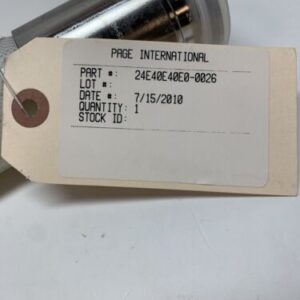 PAGE INTERNATIONAL
PART #: 24E40E40E0-0026
LOT #:
DATE #: 7/15/2010
QUANTITY: 1
STOCK ID: